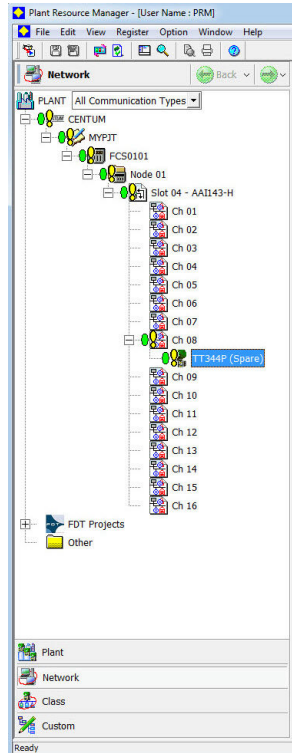 Plant Resource Manager - [User Name : PRM]
File Edit View Register Option Window Help
Network Back
PLANT All Communication Types
CENTUM
MYPJT
FCS0101
Node 01
Slot 04 - AAI143-H
Ch 01
Ch 02
Ch 03
Ch 04
Ch 05
Ch 06
Ch 07
Ch 08
TT344P (Spare)
Ch 09
Ch 10
Ch 11
Ch 12
Ch 13
Ch 14
Ch 15
Ch 16
FDT Projects
Other
Plant
Network
Class
Custom
Ready